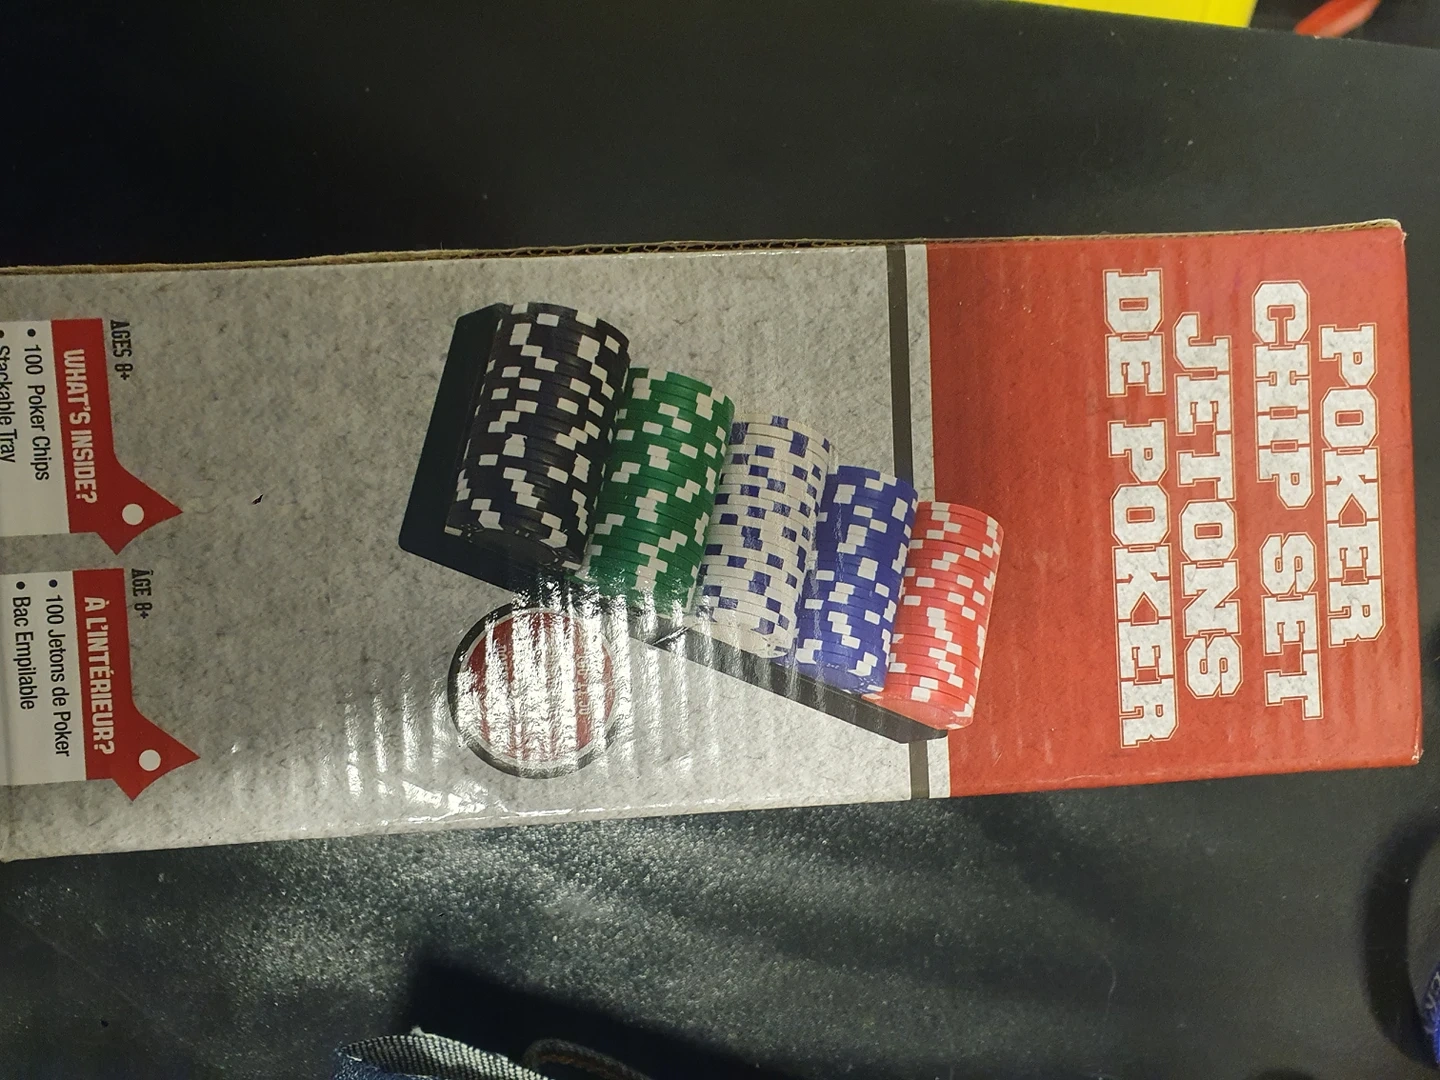 POKER
CHIP SET
JETONS
DE POKER
AGES 8+
WHAT'S INSIDE?
• 100 Poker Chips
• Stackable Tray
ÂGE 8+
À L'INTÉRIEUR?
• 100 Jetons de Poker
• Bac Empilable